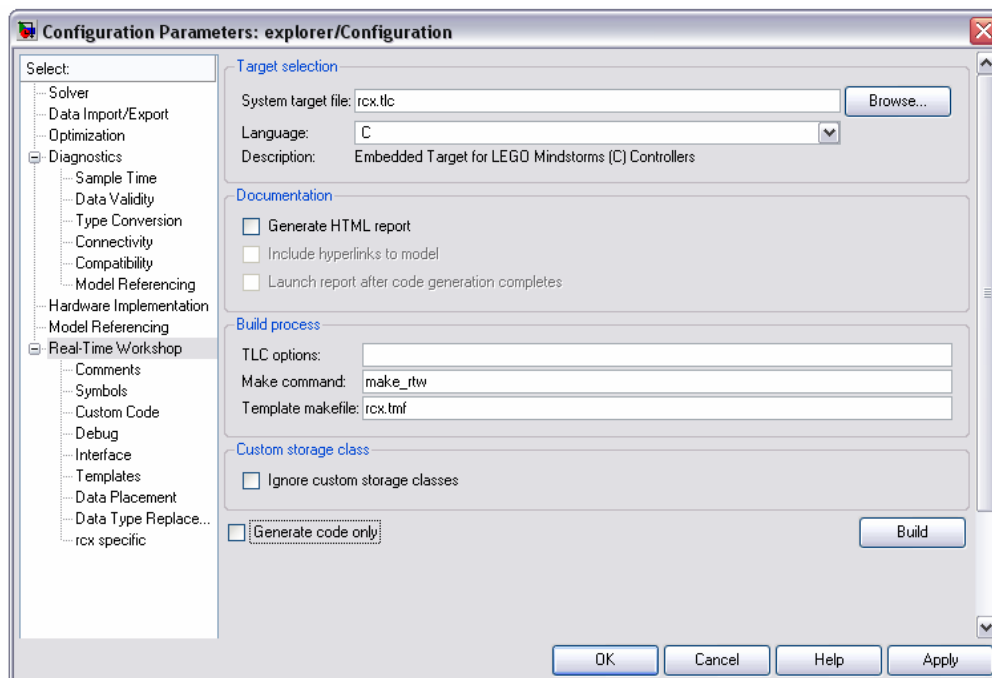 Configuration Parameters: explorer/Configuration
Select:
Solver
Data Import/Export
Optimization
Diagnostics
Sample Time
Data Validity
Type Conversion
Connectivity
Compatibility
Model Referencing
Hardware Implementation
Model Referencing
Real-Time Workshop
Comments
Symbols
Custom Code
Debug
Interface
Templates
Data Placement
Data Type Replace...
rcx specific
Target selection
System target file: rcx.tlc Browse...
Language: C
Description: Embedded Target for LEGO Mindstorms (C) Controllers
Documentation
Generate HTML report
Include hyperlinks to model
Launch report after code generation completes
Build process
TLC options:
Make command: make_rtw
Template makefile: rcx.tmf
Custom storage class
Ignore custom storage classes
Generate code only Build
OK Cancel Help Apply